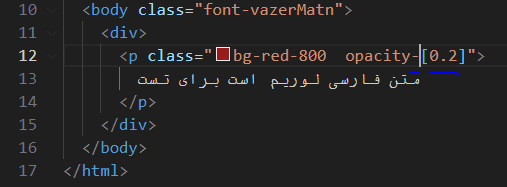 10 <body class="font-vazerMatn">
11 <div>
12 <p class="bg-red-800  opacity-[0.2]">
13 متن فارسی لوریم  است برای تست
14 </p>
15 </div>
16 </body>
17 </html>